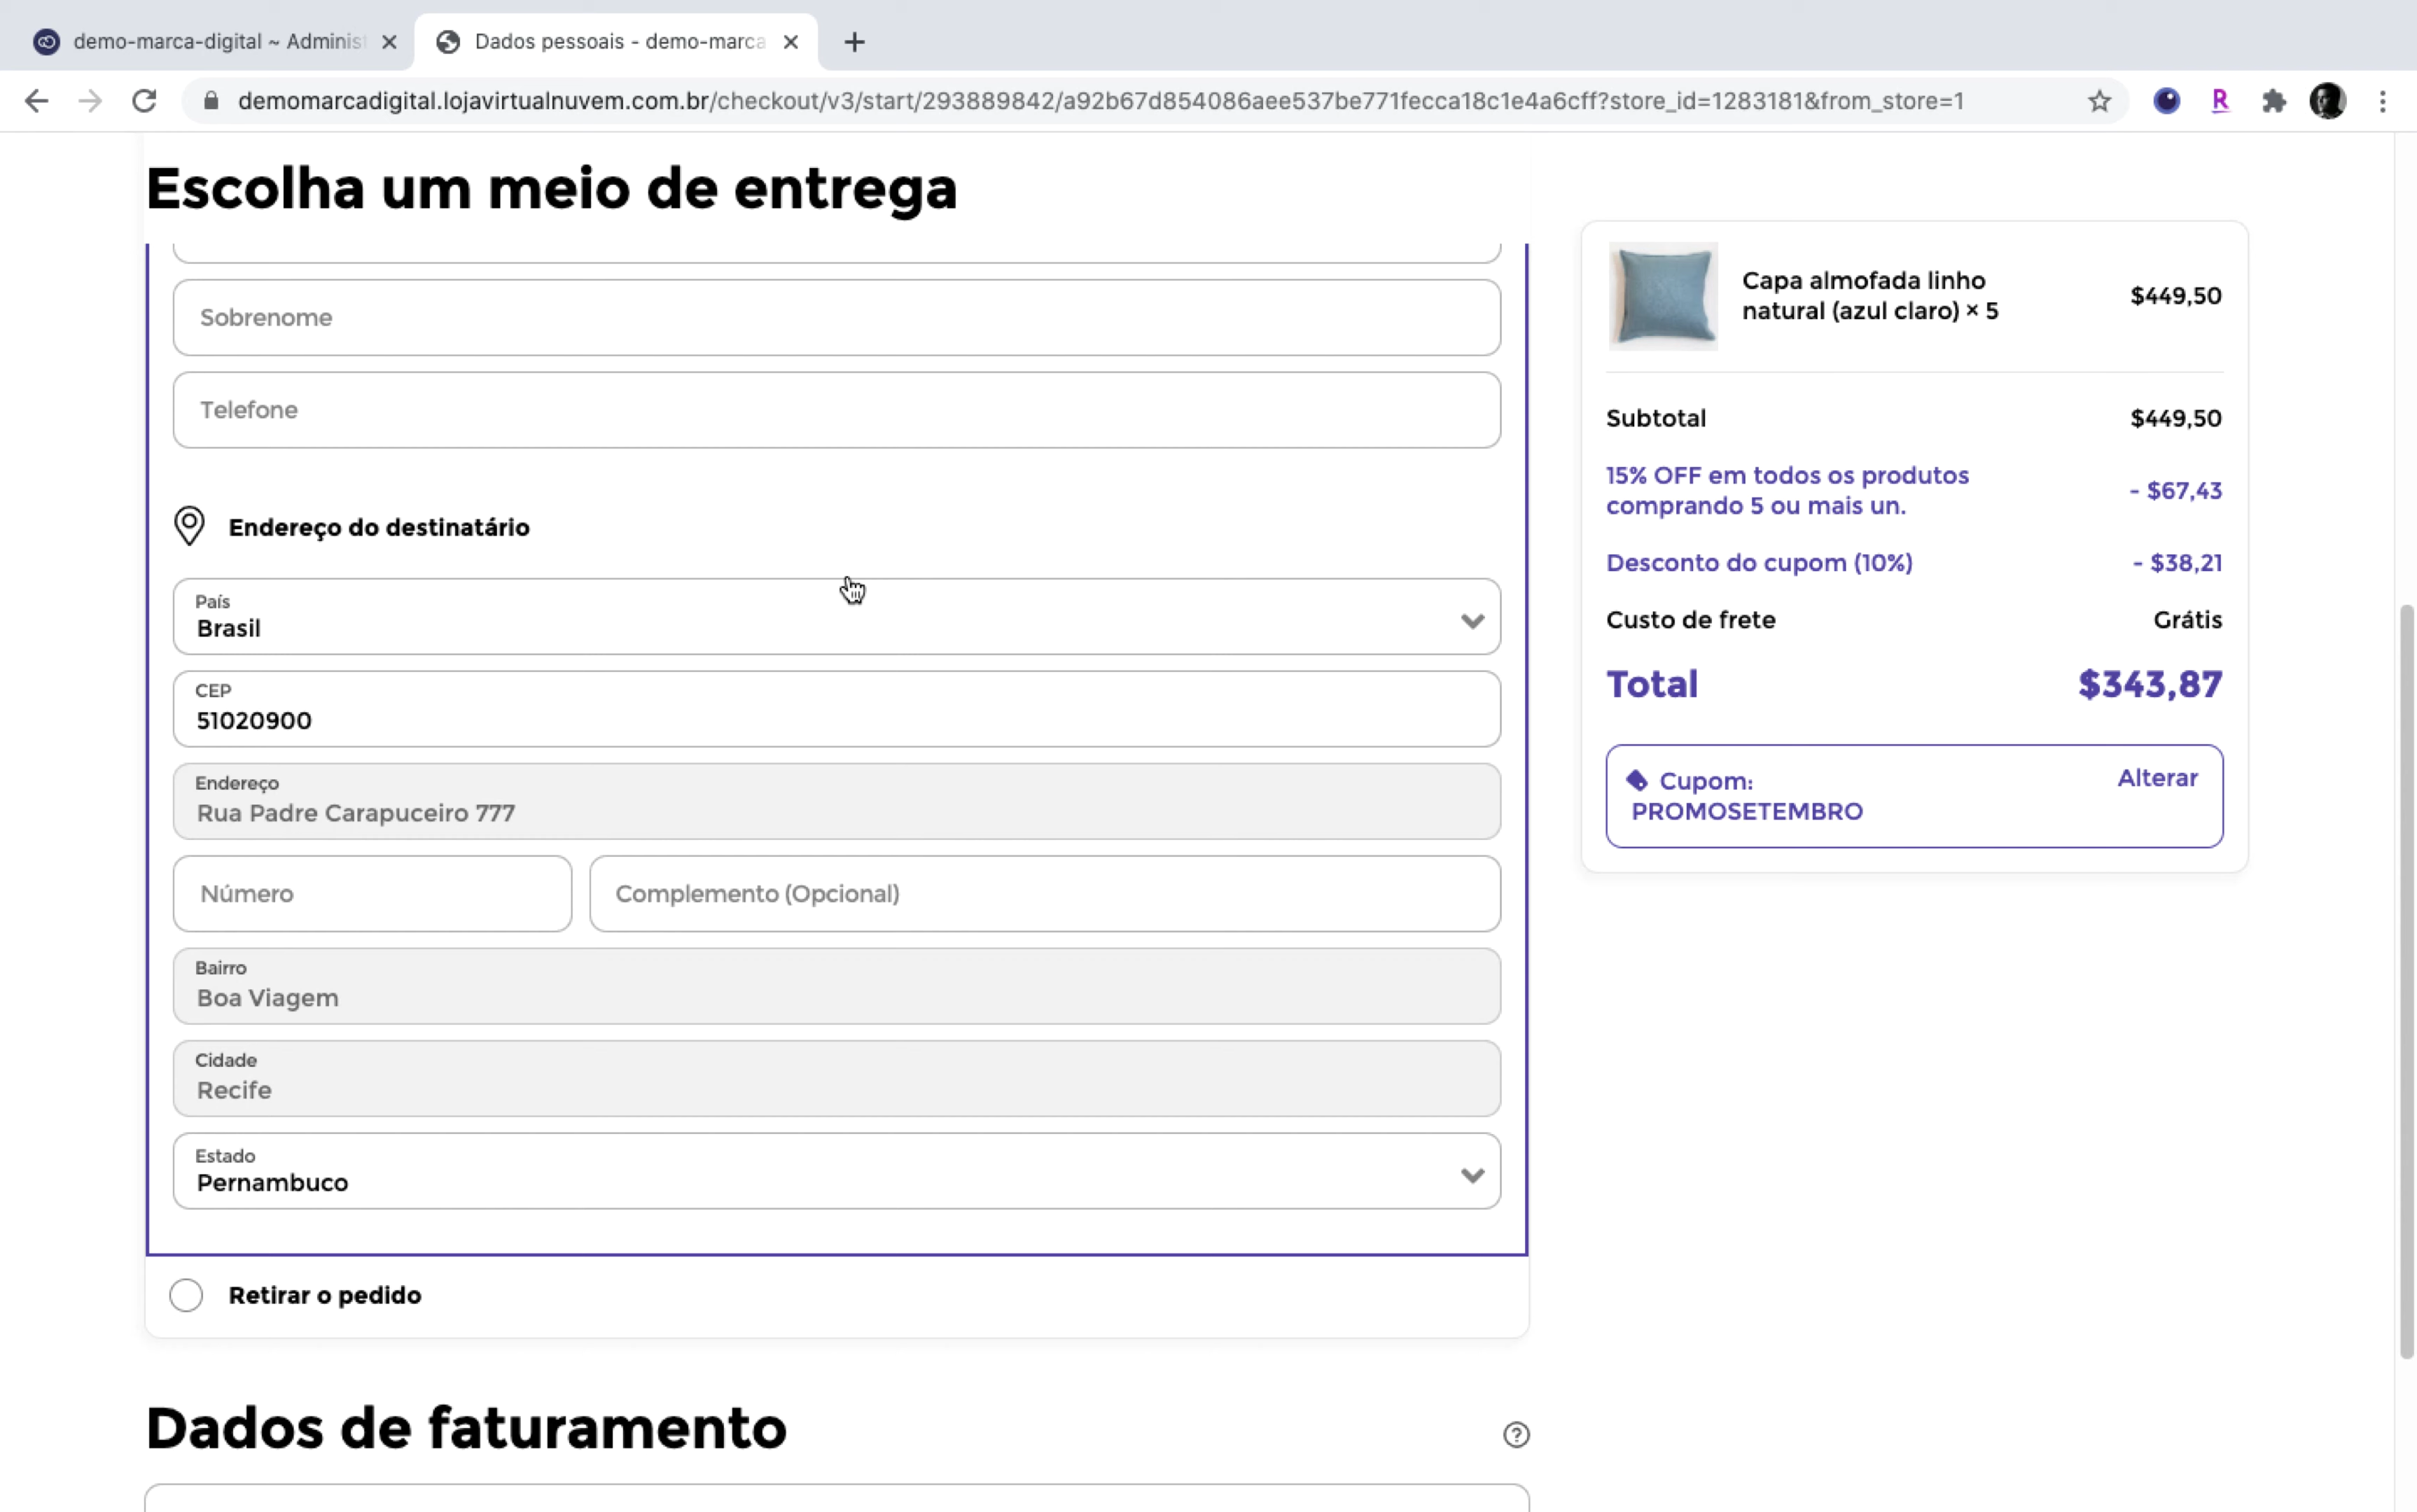 demo-marca-digital ~ Adminis
Dados pessoais - demo-marca
demomarcadigital.lojavirtualnuvem.com.br/checkout/v3/start/293889842/a92b67d854086aee537be771fecca18c1e4a6cff?store_id=1283181&from_store=1
R
Escolha um meio de entrega
Sobrenome
Telefone
Endereço do destinatário
País
Brasil
CEP
51020900
Endereço
Rua Padre Carapuceiro 777
Número
Complemento (Opcional)
Bairro
Boa Viagem
Cidade
Recife
Estado
Pernambuco
Retirar o pedido
Dados de faturamento
?
Capa almofada linho
natural (azul claro) × 5
$449,50
Subtotal
$449,50
15% OFF em todos os produtos
comprando 5 ou mais un.
- $67,43
Desconto do cupom (10%)
- $38,21
Custo de frete
Grátis
Total
$343,87
Cupom:
PROMOSETEMBRO
Alterar